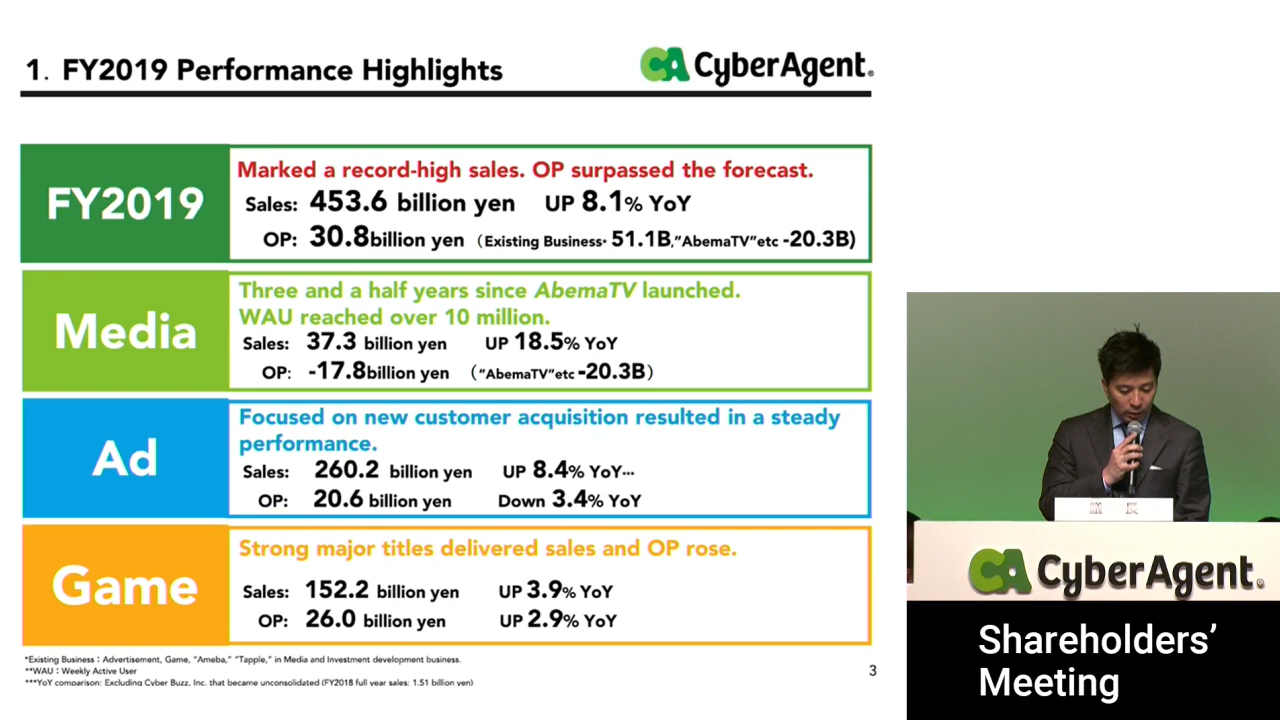 1. FY2019 Performance Highlights
CyberAgent®
FY2019
Marked a record-high sales. OP surpassed the forecast.
Sales: 453.6 billion yen UP 8.1% YoY
OP: 30.8billion yen (Existing Business* 51.1B,"AbemaTV"etc -20.3B)
Media
Three and a half years since AbemaTV launched.
WAU reached over 10 million.
Sales: 37.3 billion yen UP 18.5% YoY
OP: -17.8billion yen ("AbemaTV"etc -20.3B)
Ad
Focused on new customer acquisition resulted in a steady
performance.
Sales: 260.2 billion yen UP 8.4% YoY***
OP: 20.6 billion yen Down 3.4% YoY
Game
Strong major titles delivered sales and OP rose.
Sales: 152.2 billion yen UP 3.9% YoY
OP: 26.0 billion yen UP 2.9% YoY
*Existing Business：Advertisement, Game, "Ameba," "Tapple," in Media and Investment development business.
**WAU：Weekly Active User
***YoY comparison: Excluding Cyber Buzz, Inc. that became unconsolidated (FY2018 full year sales: 1.51 billion yen)
3
議長
CyberAgent®
Shareholders'
Meeting